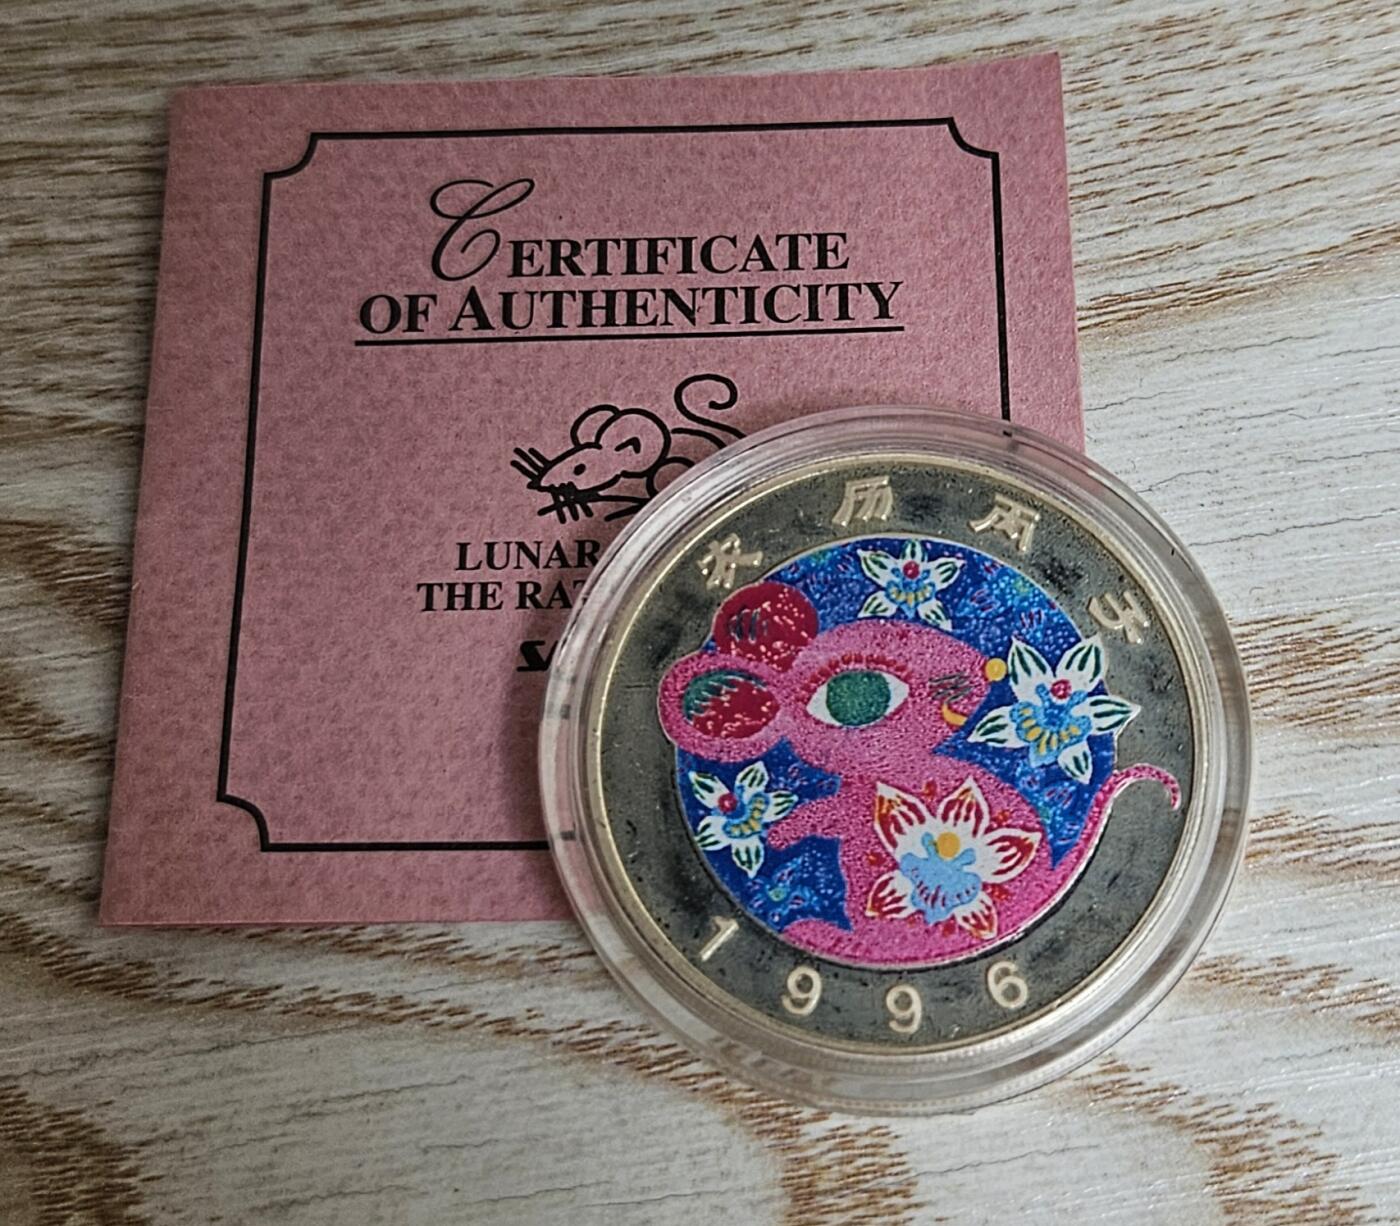 CERTIFICATE
OF AUTHENTICITY
LUNAR
THE RAT
农历丙子
1996